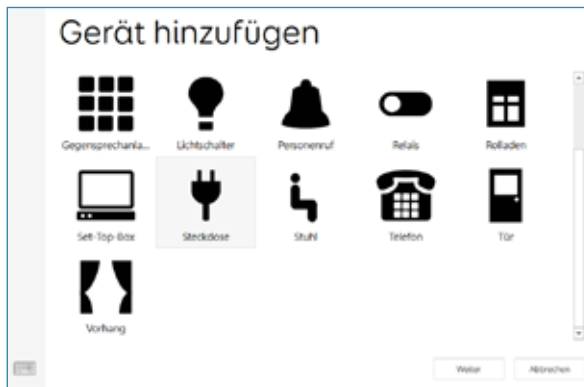 Gerät hinzufügen
Gegensprechanla...
Lichtschalter
Personenruf
Relais
Rolladen
Set-Top-Box
Steckdose
Stuhl
Telefon
Tür
Vorhang
Weiter
Abbrechen